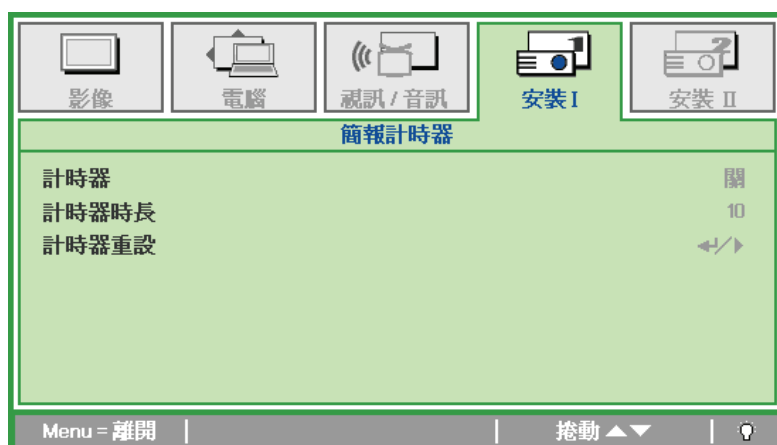 影像
電腦
視訊 / 音訊
安裝 I
安裝 II
簡報計時器
計時器 關
計時器時長 10
計時器重設 /
Menu = 離開 捲動